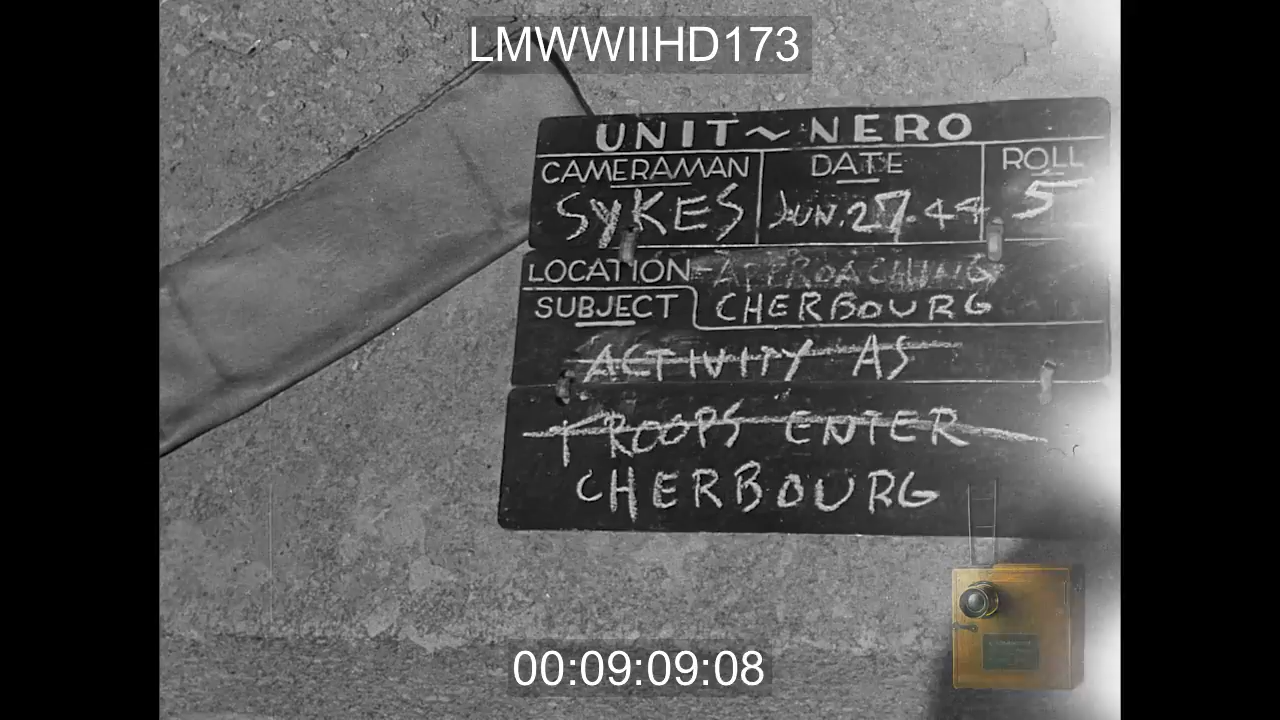 LMWWIIHD173
UNIT~NERO
CAMERAMAN DATE ROLL
SYKES JUN.27.44 5
LOCATION-APPROACHING
SUBJECT CHERBOURG
ACTIVITY AS
TROOPS ENTER
CHERBOURG
00:09:09:08